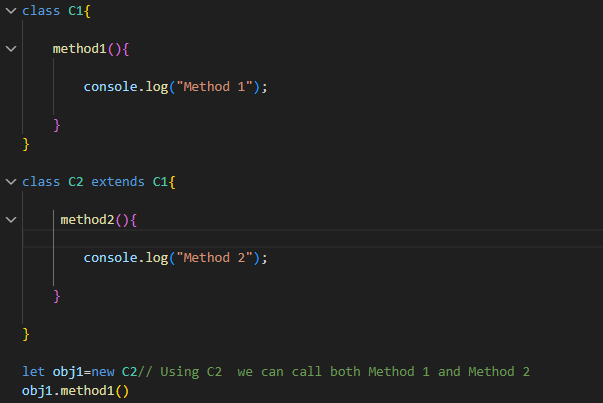 class C1{
method1(){
console.log("Method 1");
}
}
class C2 extends C1{
method2(){
console.log("Method 2");
}
}
let obj1=new C2// Using C2  we can call both Method 1 and Method 2
obj1.method1()